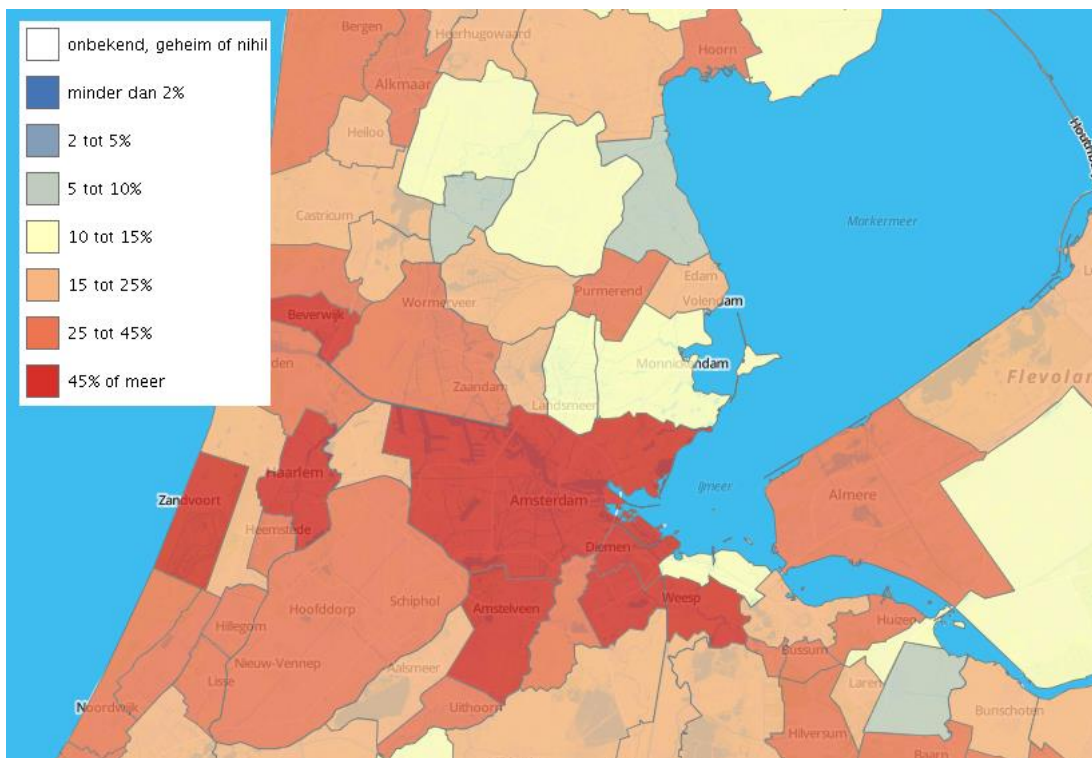 onbekend, geheim of nihil
minder dan 2%
2 tot 5%
5 tot 10%
10 tot 15%
15 tot 25%
25 tot 45%
45% of meer
Bergen
Heerhugowaard
Hoorn
Alkmaar
Heiloo
Castricum
Markermeer
Edam
Volendam
Purmerend
Wormerveer
Beverwijk
Monnickendam
Zaandam
Landsmeer
Flevolan
Haarlem
Zandvoort
Amsterdam
IJmeer
Almere
Heemstede
Diemen
Hoofddorp
Schiphol
Amstelveen
Weesp
Hillegom
Huizen
Bussum
Nieuw-Vennep
Aalsmeer
Lisse
Laren
Noordwijk
Uithoorn
Bunschoten
Hilversum
Baarn